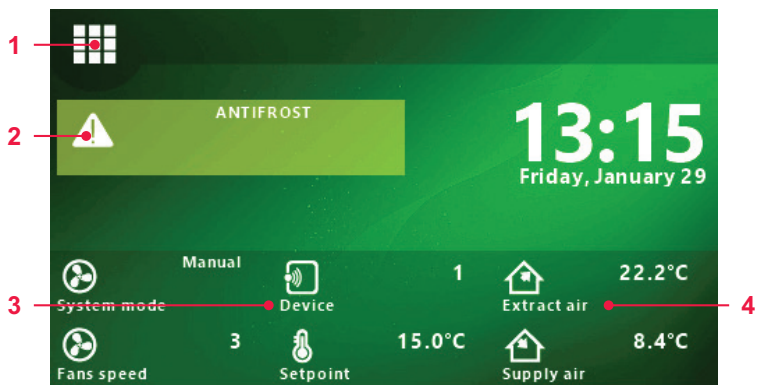 1
2
ANTIFROST
13:15
Friday, January 29
Manual
System mode
3
Device
1
Extract air
22.2°C
4
Fans speed
3
Setpoint
15.0°C
Supply air
8.4°C